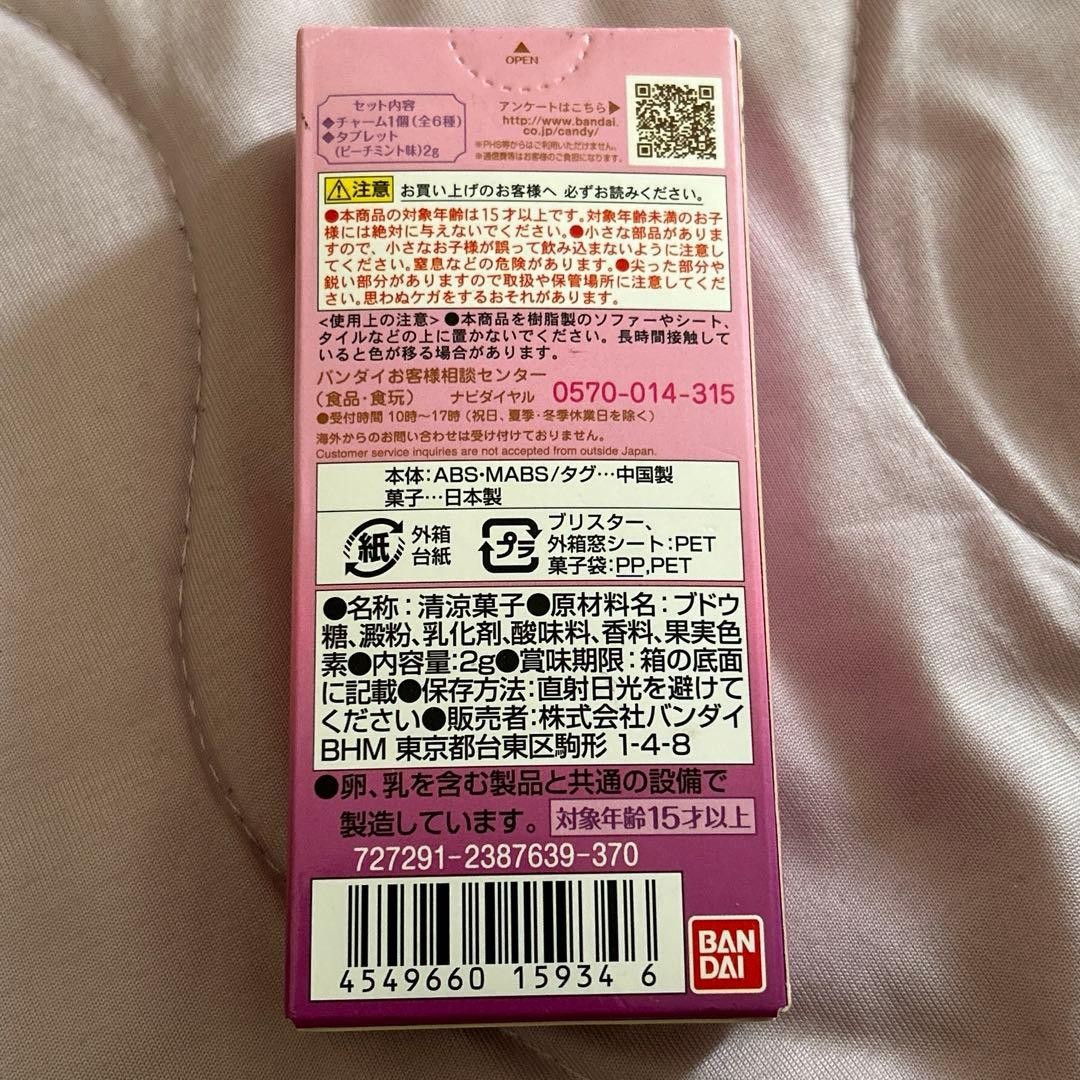 ▲
OPEN
セット内容
◆チャーム1個(全6種)
◆タブレット
(ピーチミント味)2g
アンケートはこちら▶
http://www.bandai.
co.jp/candy/
※PHS等からはご利用いただけません。
※通信費等はお客様のご負担になります。
⚠注意 お買い上げのお客様へ 必ずお読みください。
●本商品の対象年齢は15才以上です。対象年齢未満のお子
様には絶対に与えないでください。●小さな部品がありま
すので、小さなお子様が誤って飲み込まないように注意し
てください。窒息などの危険があります。●尖った部分や
鋭い部分がありますので取扱や保管場所に注意してくだ
さい。思わぬケガをするおそれがあります。
<使用上の注意>●本商品を樹脂製のソファーやシート、
タイルなどの上に置かないでください。長時間接触して
いると色が移る場合があります。
バンダイお客様相談センター
(食品・食玩) ナビダイヤル 0570-014-315
●受付時間 10時〜17時(祝日、夏季・冬季休業日を除く)
海外からのお問い合わせは受け付けておりません。
Customer service inquiries are not accepted from outside Japan.
本体:ABS・MABS/タグ…中国製
菓子…日本製
紙 外箱
台紙
プラ ブリスター、
外箱窓シート:PET
菓子袋:PP,PET
●名称:清涼菓子●原材料名:ブドウ
糖、澱粉、乳化剤、酸味料、香料、果実色
素●内容量:2g●賞味期限:箱の底面
に記載●保存方法:直射日光を避けて
ください●販売者:株式会社バンダイ
BHM 東京都台東区駒形 1-4-8
●卵、乳を含む製品と共通の設備で
製造しています。 対象年齢15才以上
727291-2387639-370
4549660 15934 6
BAN
DAI